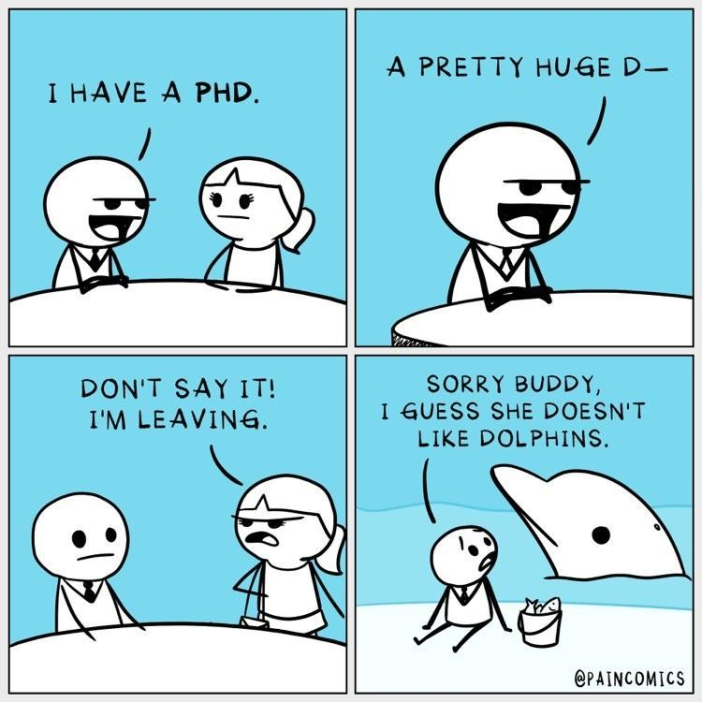 I HAVE A PHD.
A PRETTY HUGE D—
DON'T SAY IT!
I'M LEAVING.
SORRY BUDDY,
I GUESS SHE DOESN'T
LIKE DOLPHINS.
@PAINCOMICS